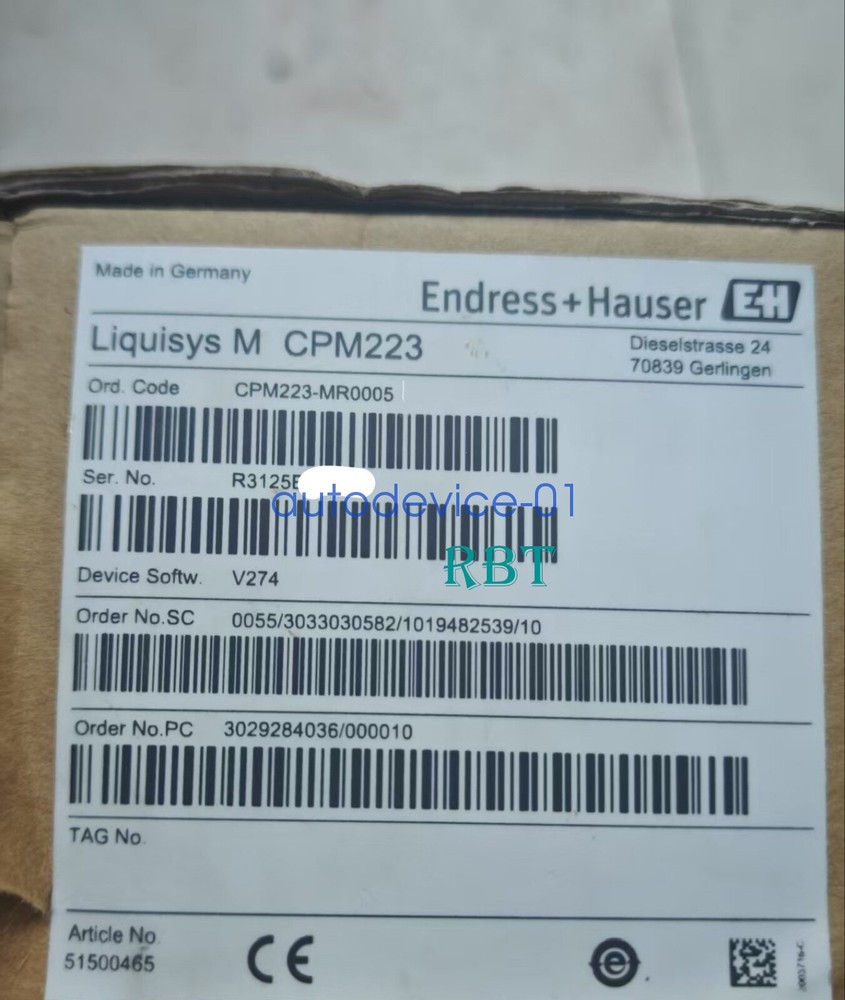 Made in Germany
Endress+Hauser EH
Liquisys M CPM223
Dieselstrasse 24
70839 Gerlingen
Ord. Code CPM223-MR0005
Ser. No. R3125
autodevice-01
RBT
Device Softw. V274
Order No.SC 0055/3033030582/1019482539/10
Order No.PC 3029284036/000010
TAG No.
Article No.
51500465
CE
e